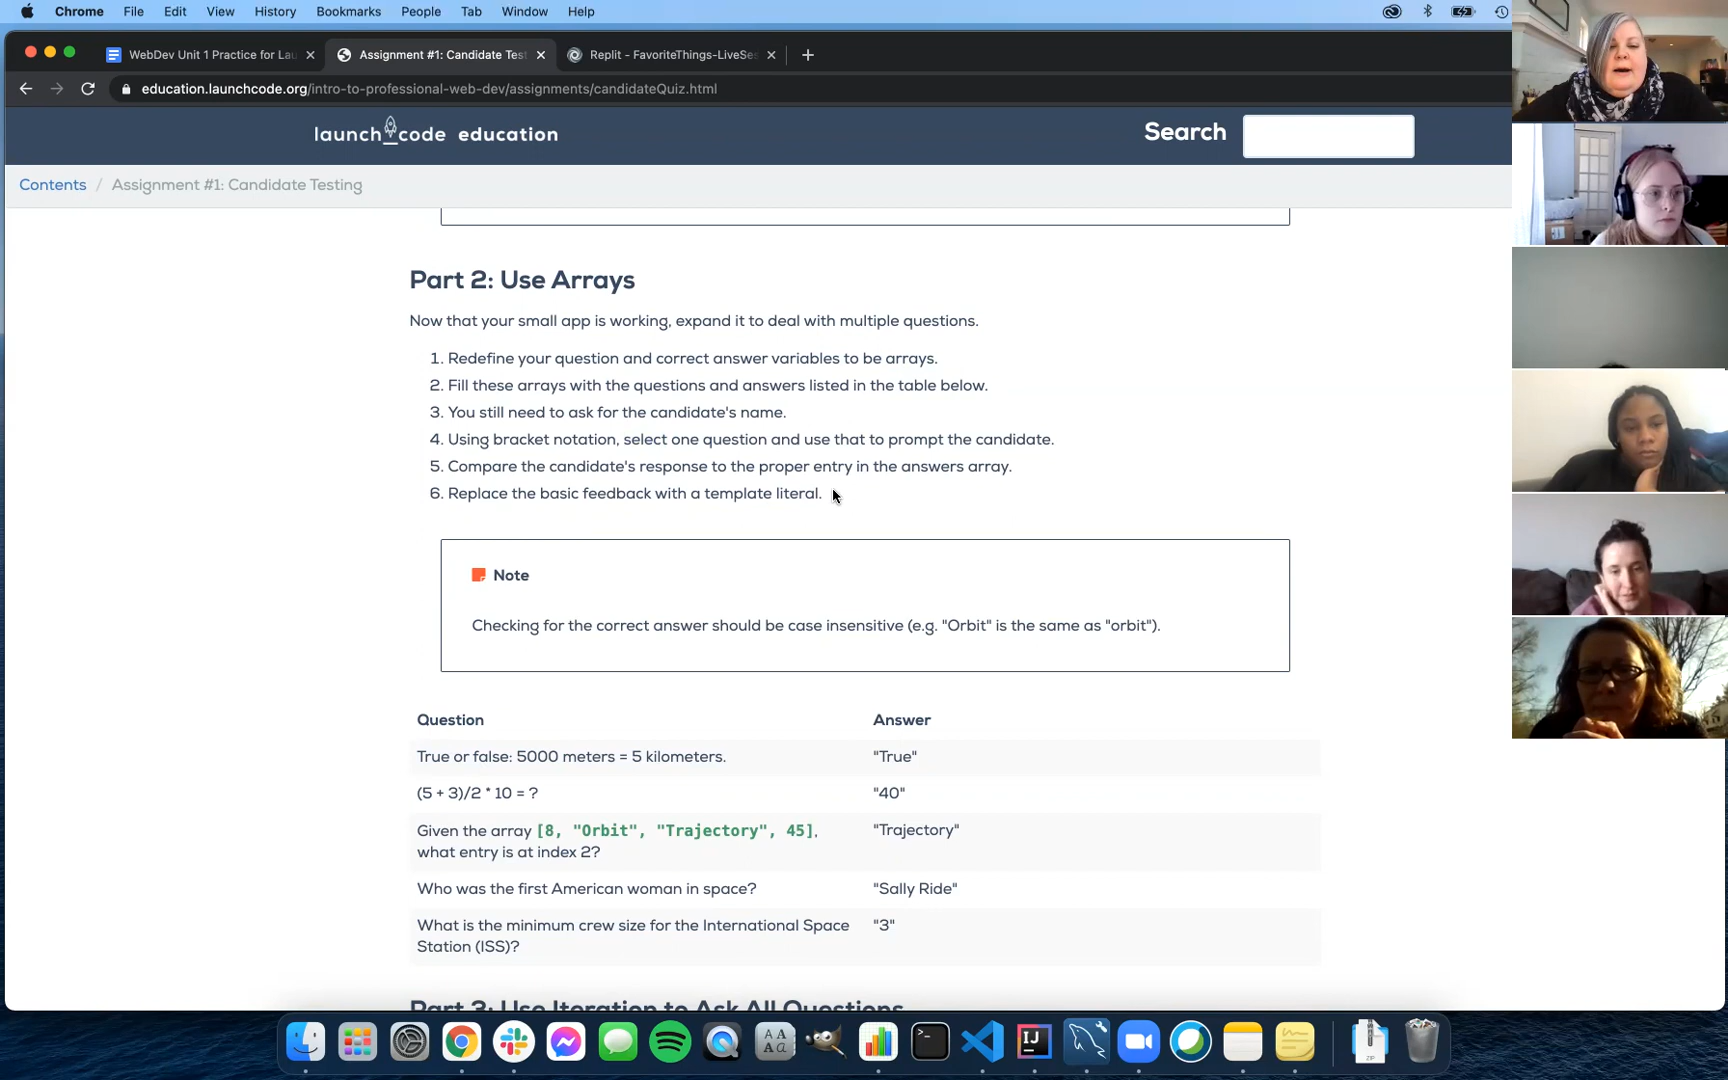 Chrome File Edit View History Bookmarks People Tab Window Help
WebDev Unit 1 Practice for Lau
Assignment #1: Candidate Test
Replit - FavoriteThings-LiveSes
education.launchcode.org/intro-to-professional-web-dev/assignments/candidateQuiz.html
launch_code education
Search
Contents / Assignment #1: Candidate Testing
Part 2: Use Arrays
Now that your small app is working, expand it to deal with multiple questions.
1. Redefine your question and correct answer variables to be arrays.
2. Fill these arrays with the questions and answers listed in the table below.
3. You still need to ask for the candidate's name.
4. Using bracket notation, select one question and use that to prompt the candidate.
5. Compare the candidate's response to the proper entry in the answers array.
6. Replace the basic feedback with a template literal.
Note
Checking for the correct answer should be case insensitive (e.g. "Orbit" is the same as "orbit").
Question Answer
True or false: 5000 meters = 5 kilometers. "True"
(5 + 3)/2 * 10 = ? "40"
Given the array [8, "Orbit", "Trajectory", 45], "Trajectory"
what entry is at index 2?
Who was the first American woman in space? "Sally Ride"
What is the minimum crew size for the International Space "3"
Station (ISS)?
Part 3: Use Iteration to Ask All Questions